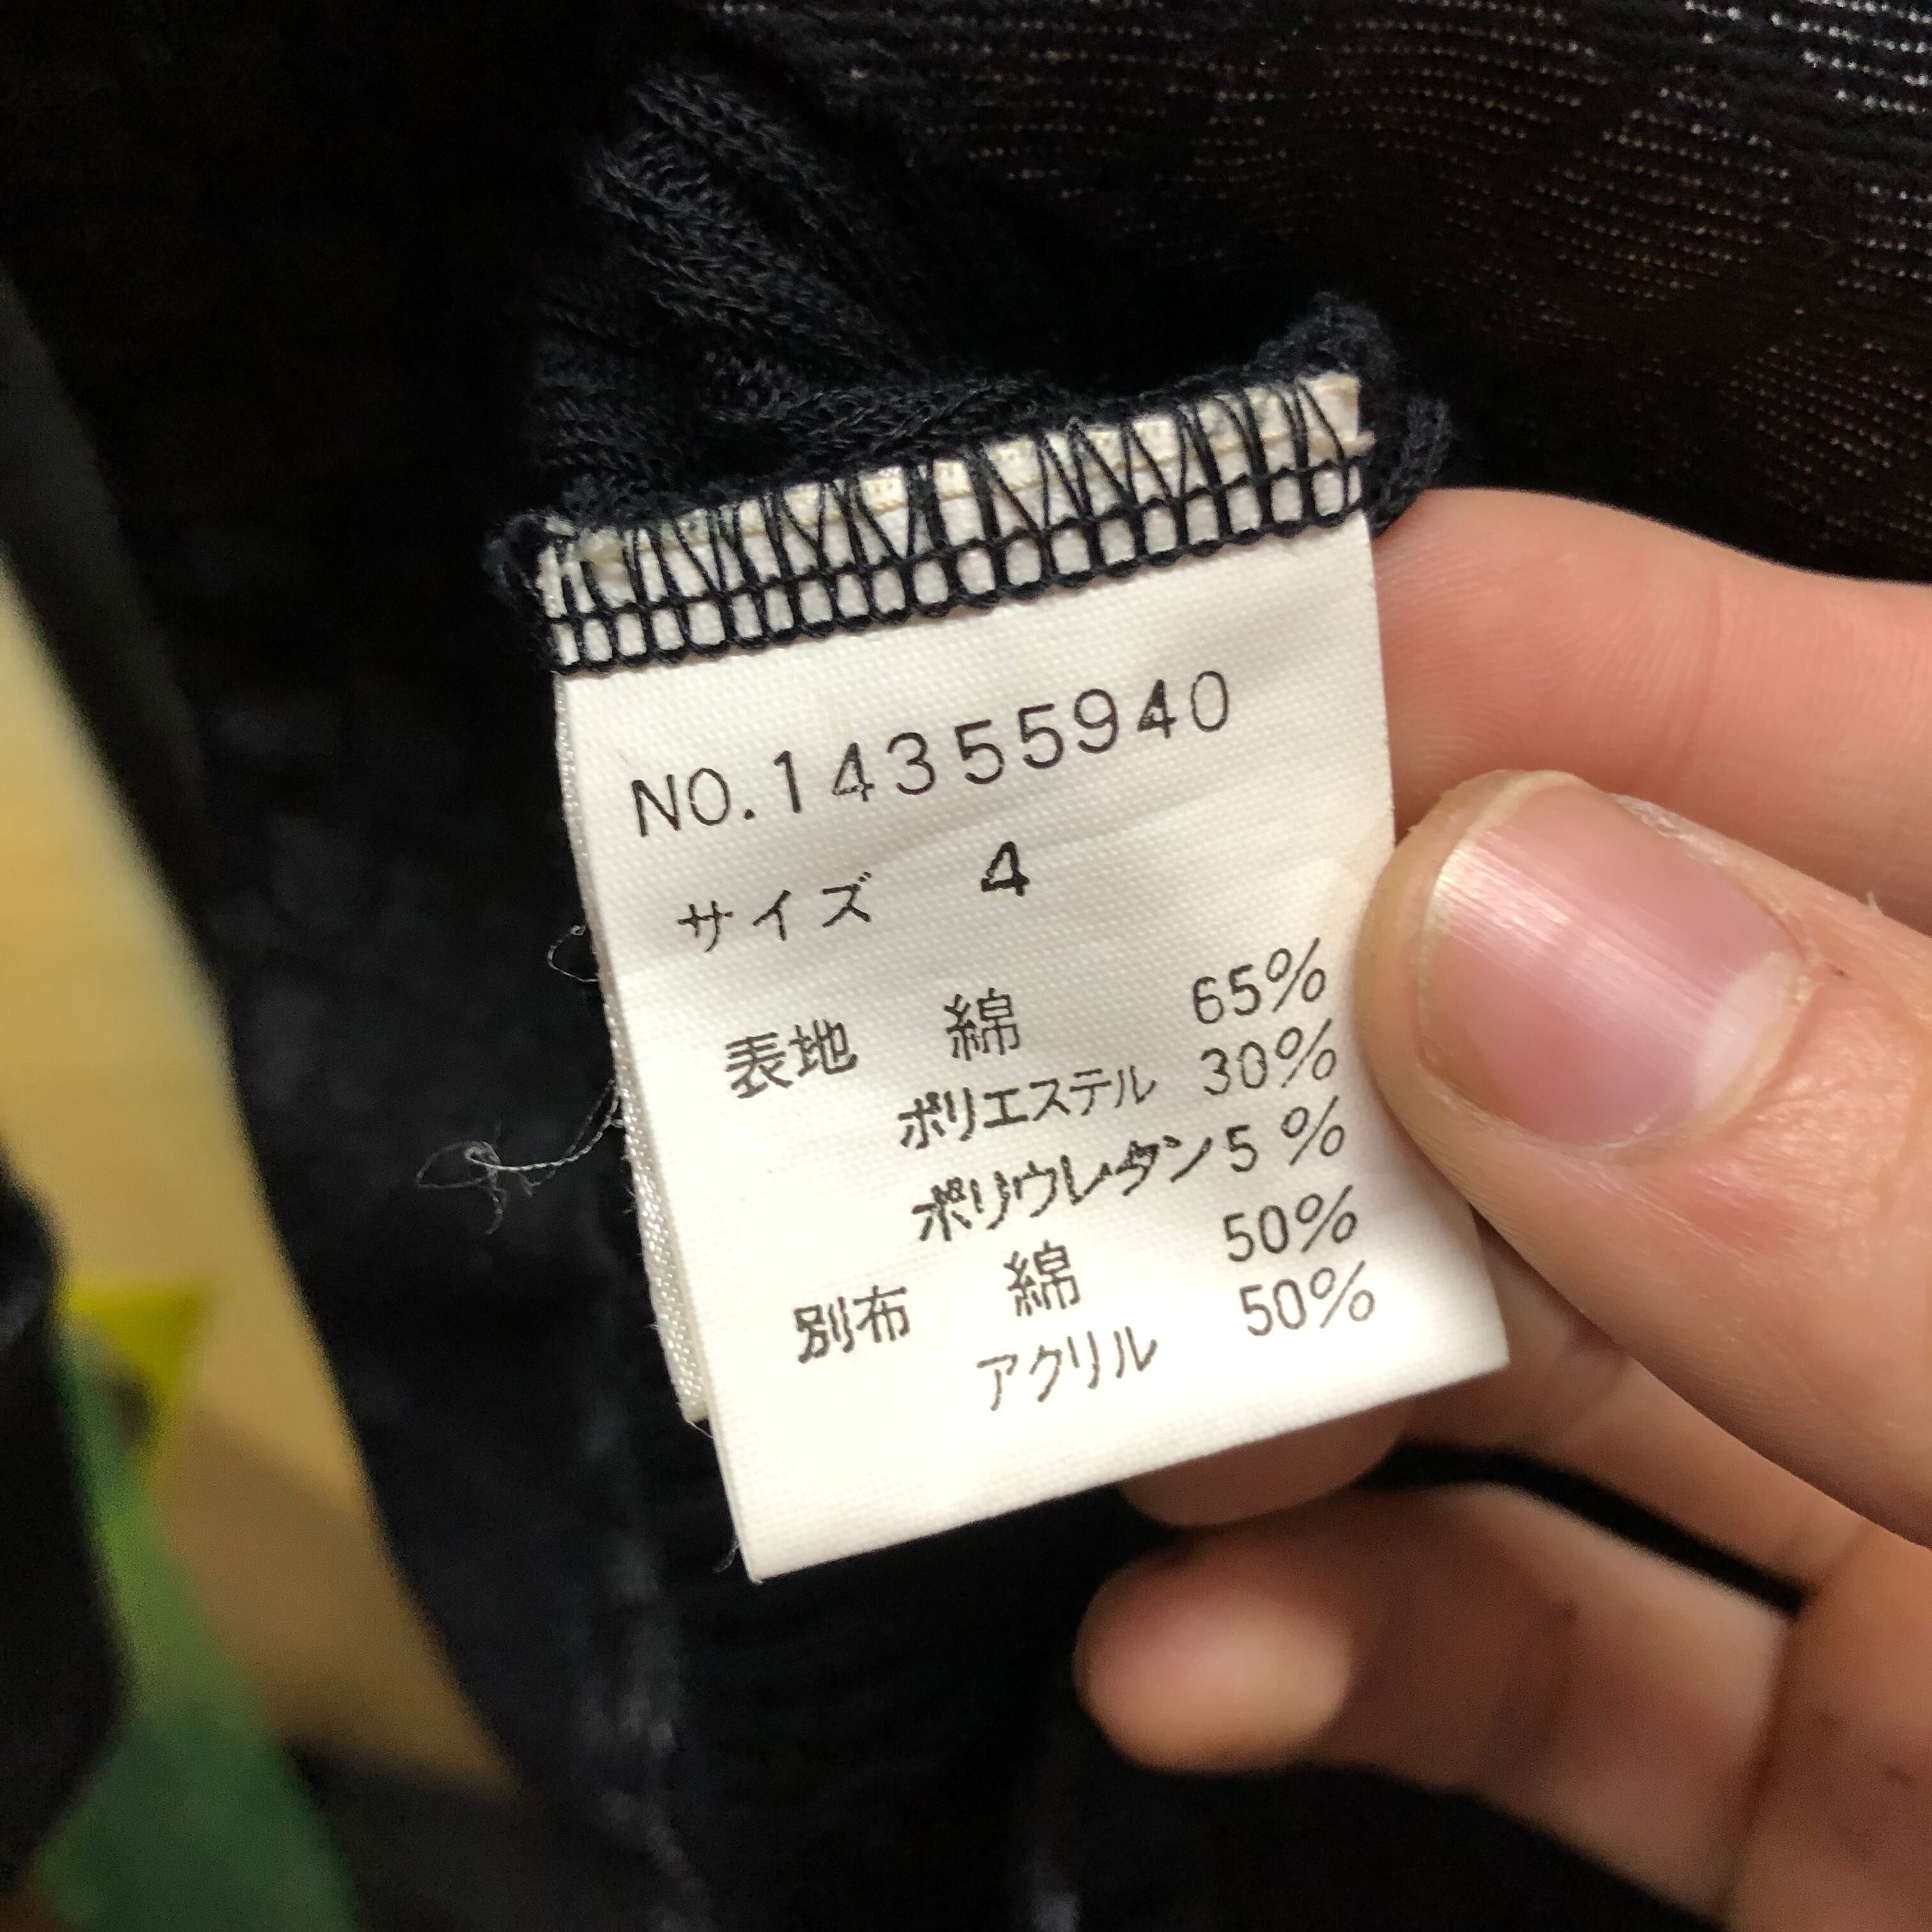 NO.14355940
サイズ 4
表地 綿 65%
ポリエステル 30%
ポリウレタン 5%
別布 綿 50%
アクリル 50%